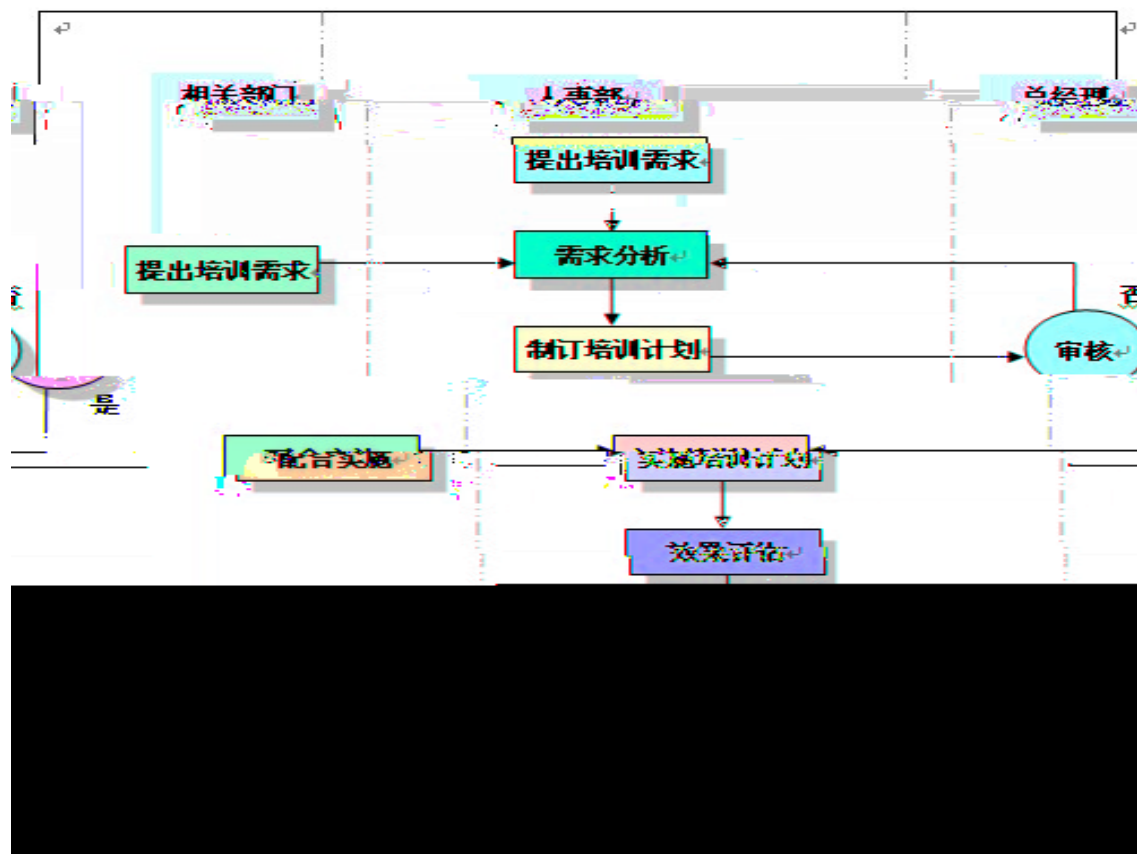 相关部门
人事部
总经理
提出培训需求
提出培训需求
需求分析
否
制订培训计划
审核
是
配合实施
实施培训计划
效果评估